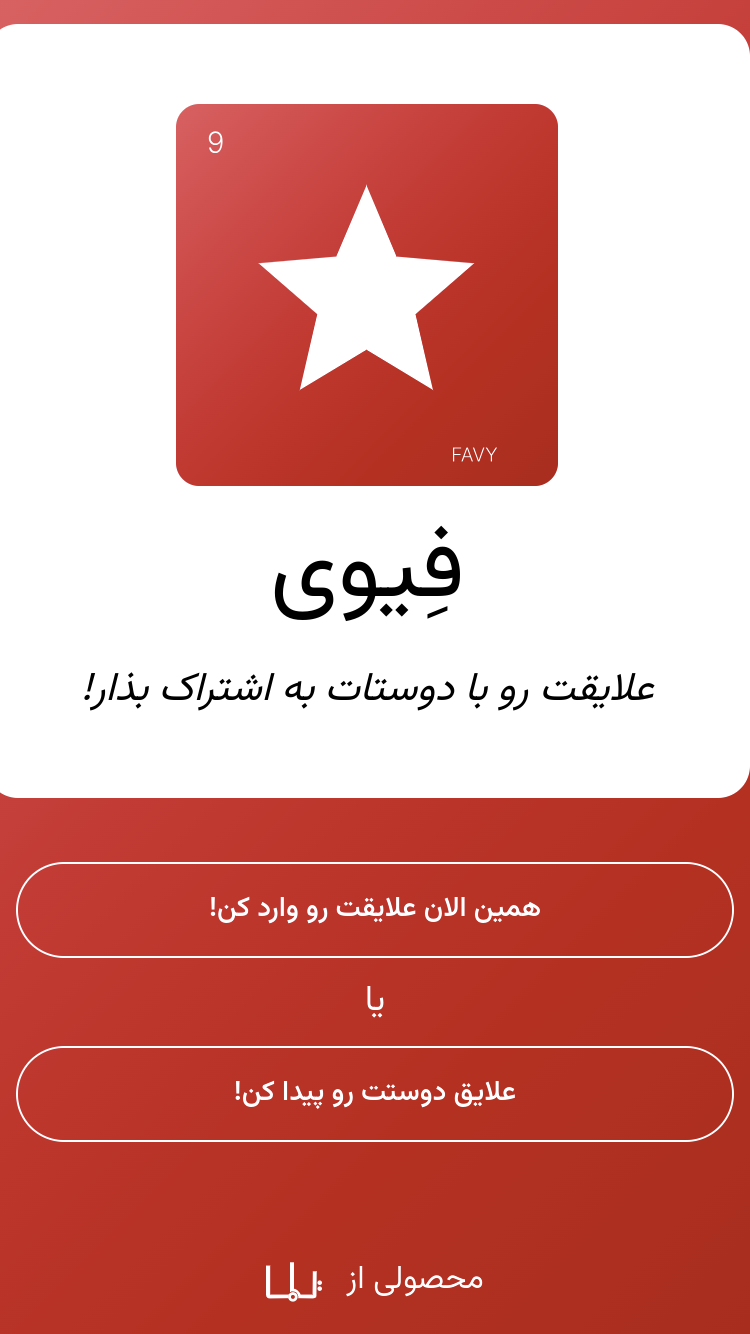 9
FAVY
فِیوی
علایقت رو با دوستات به اشتراک بذار!
همین الان علایقت رو وارد کن!
یا
علایق دوستت رو پیدا کن!
محصولی از